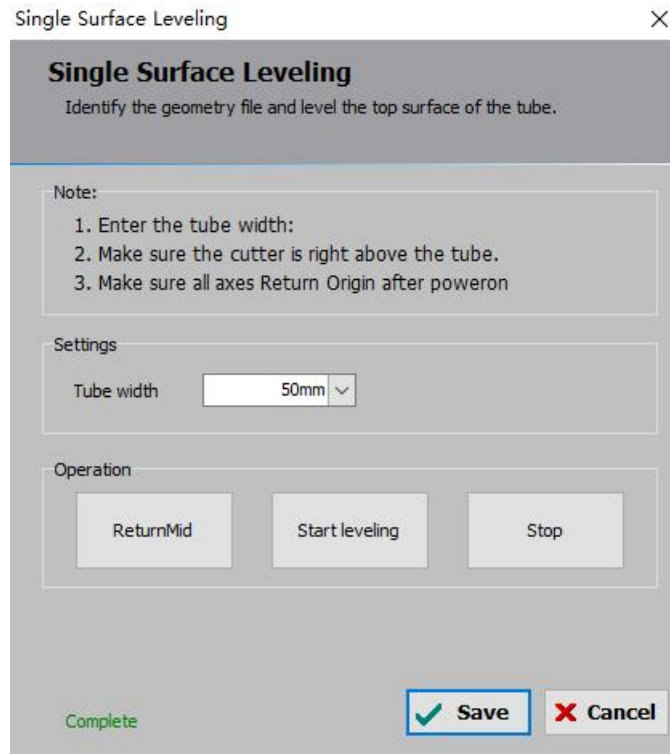 Single Surface Leveling
Single Surface Leveling
Identify the geometry file and level the top surface of the tube.
Note:
1. Enter the tube width:
2. Make sure the cutter is right above the tube.
3. Make sure all axes Return Origin after poweron
Settings
Tube width 50mm
Operation
ReturnMid Start leveling Stop
Complete Save Cancel